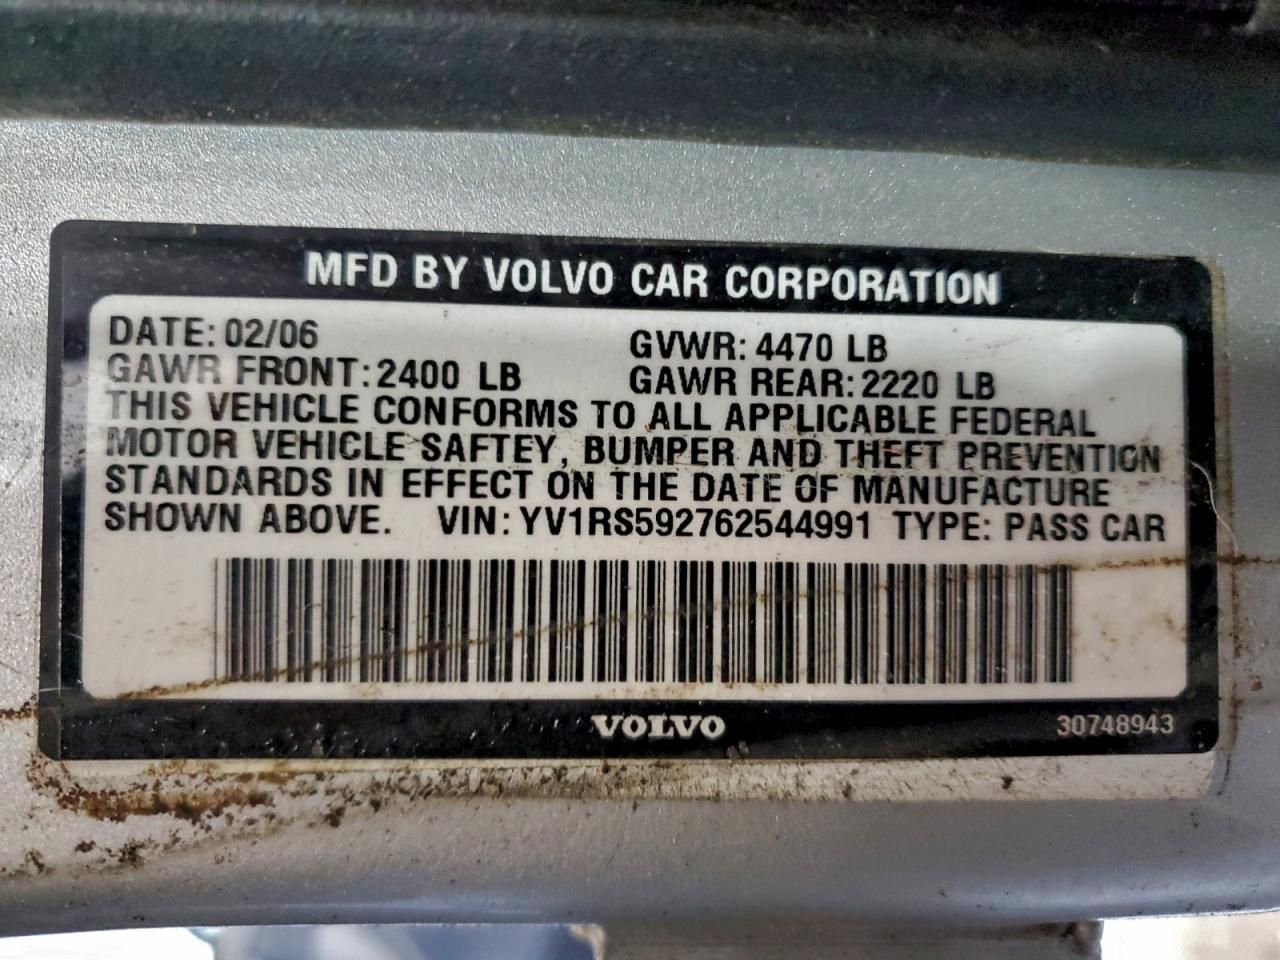 MFD BY VOLVO CAR CORPORATION
DATE: 02/06 GVWR: 4470 LB
GAWR FRONT: 2400 LB GAWR REAR: 2220 LB
THIS VEHICLE CONFORMS TO ALL APPLICABLE FEDERAL
MOTOR VEHICLE SAFTEY, BUMPER AND THEFT PREVENTION
STANDARDS IN EFFECT ON THE DATE OF MANUFACTURE
SHOWN ABOVE. VIN: YV1RS592762544991 TYPE: PASS CAR
VOLVO 30748943